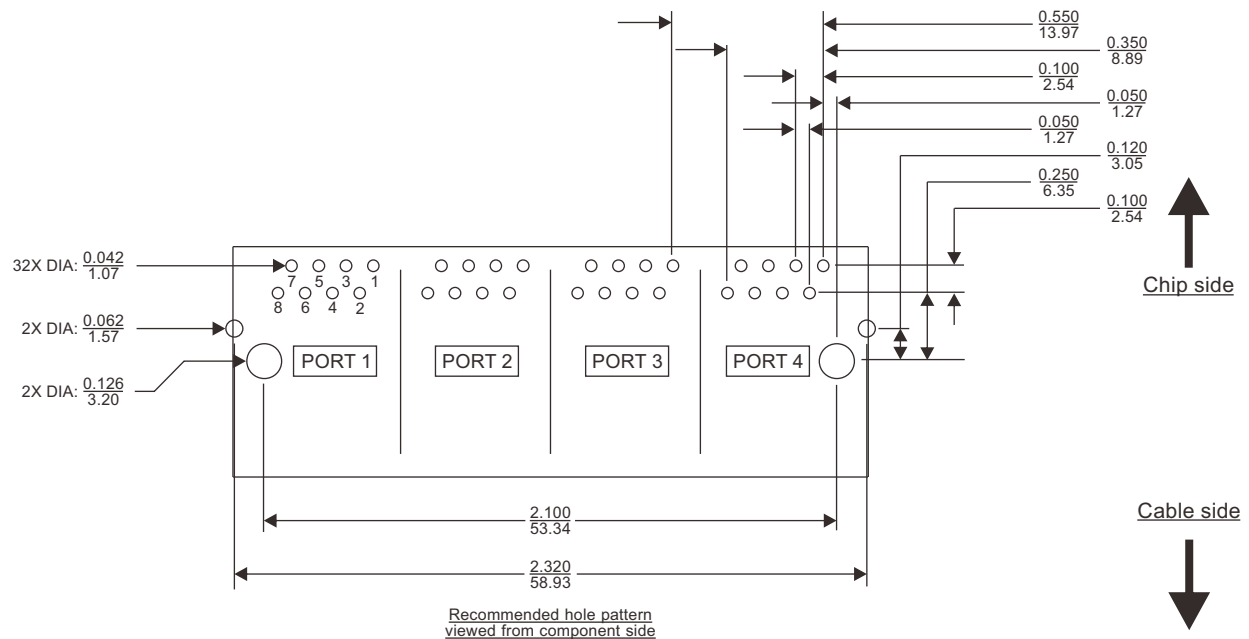 0.550
13.97
0.350
8.89
0.100
2.54
0.050
1.27
0.050
1.27
0.120
3.05
0.250
6.35
0.100
2.54
32X DIA: 0.042
1.07
7 5 3 1
8 6 4 2
Chip side
2X DIA: 0.062
1.57
PORT 1 PORT 2 PORT 3 PORT 4
2X DIA: 0.126
3.20
2.100
53.34
Cable side
2.320
58.93
Recommended hole pattern
viewed from component side